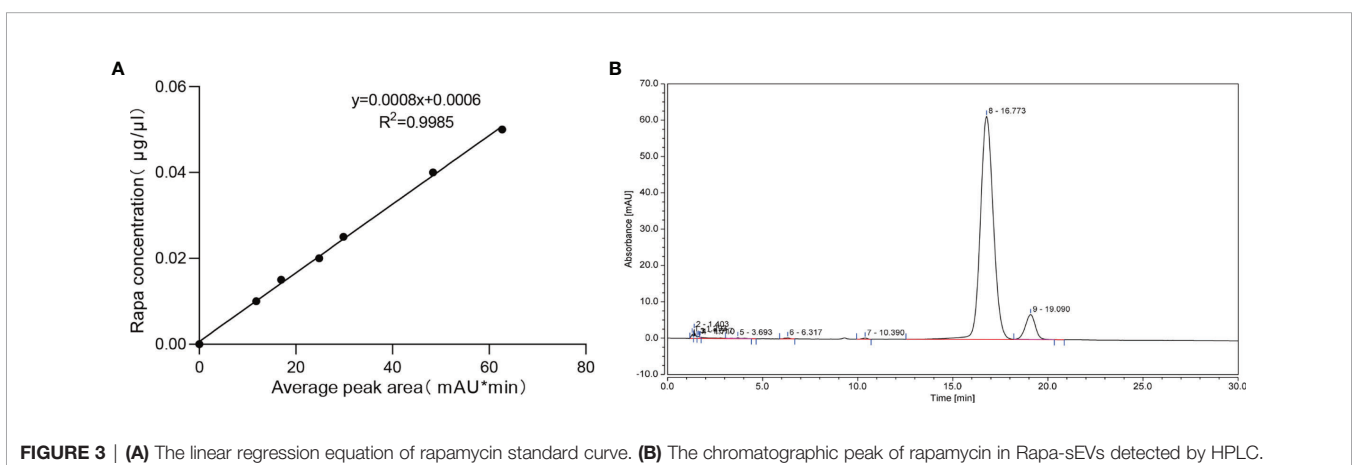 A
Rapa concentration( μg/μl)
0.06
0.04
0.02
0.00
y=0.0008x+0.0006
R²=0.9985
0 20 40 60 80
Average peak area( mAU*min)
B
Absorbance [mAU]
70.0
60.0
50.0
40.0
30.0
20.0
10.0
0.0
-10.0
2 - 1.403
5 - 3.693
6 - 6.317
7 - 10.390
8 - 16.773
9 - 19.090
0.0 5.0 10.0 15.0 20.0 25.0 30.0
Time [min]
FIGURE 3 | (A) The linear regression equation of rapamycin standard curve. (B) The chromatographic peak of rapamycin in Rapa-sEVs detected by HPLC.